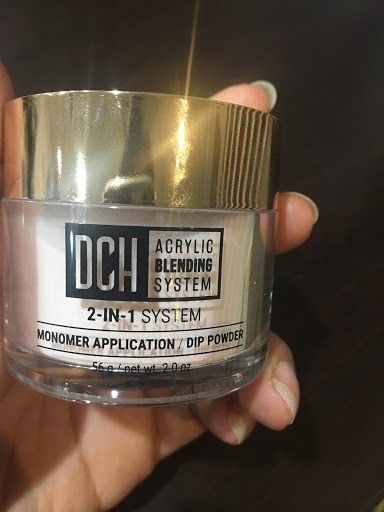 DCH
ACRYLIC
BLENDING
SYSTEM
2-IN-1 SYSTEM
MONOMER APPLICATION / DIP POWDER
56 g / net wt. 2.0 oz